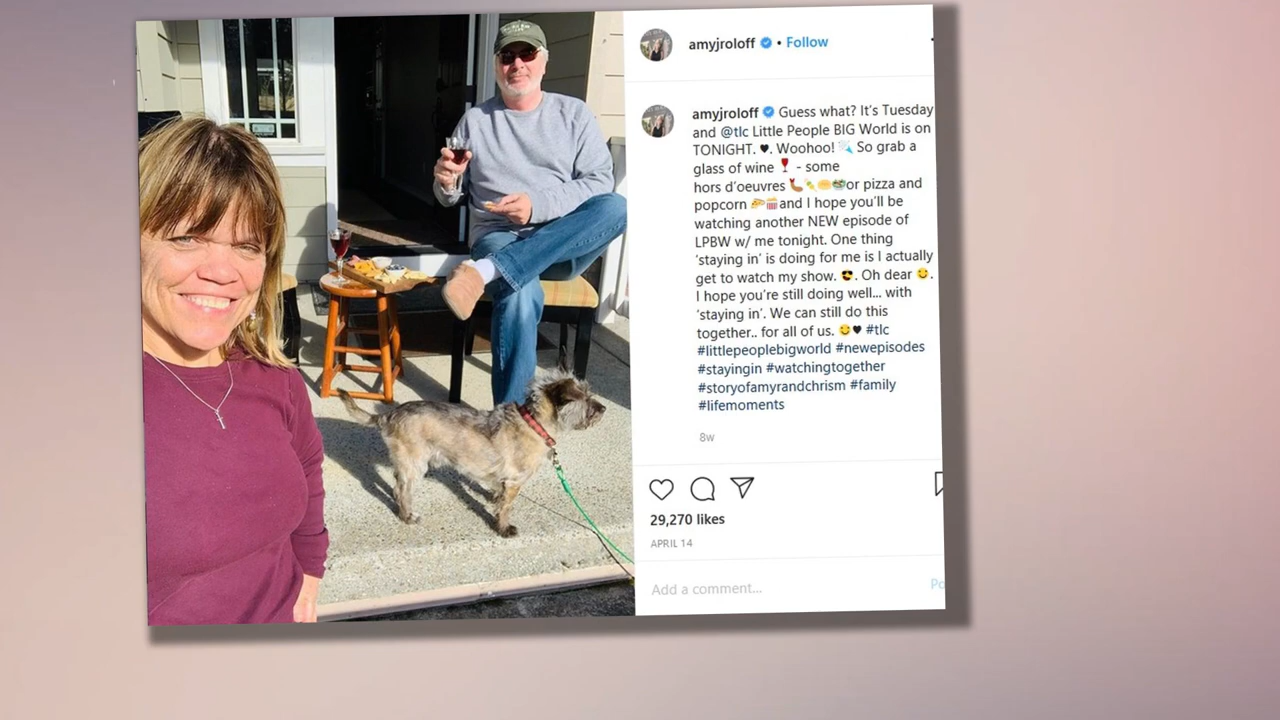 amyjroloff • Follow
amyjroloff Guess what? It's Tuesday
and @tlc Little People BIG World is on
TONIGHT. 🖤. Woohoo! 🎉 So grab a
glass of wine 🍷 - some
hors d'oeuvres 🍤🍡🥯🥗or pizza and
popcorn 🍕🍿and I hope you'll be
watching another NEW episode of
LPBW w/ me tonight. One thing
'staying in' is doing for me is I actually
get to watch my show. 😎. Oh dear 😉.
I hope you're still doing well... with
'staying in'. We can still do this
together.. for all of us. 😉🖤 #tlc
#littlepeoplebigworld #newepisodes
#stayingin #watchingtogether
#storyofamyrandchrism #family
#lifemoments
8w
29,270 likes
APRIL 14
Add a comment...